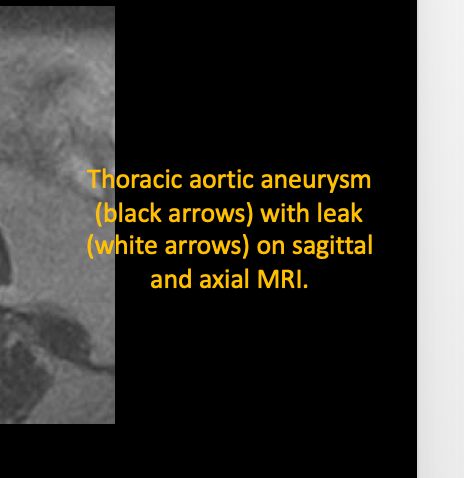 Thoracic aortic aneurysm
(black arrows) with leak
(white arrows) on sagittal
and axial MRI.